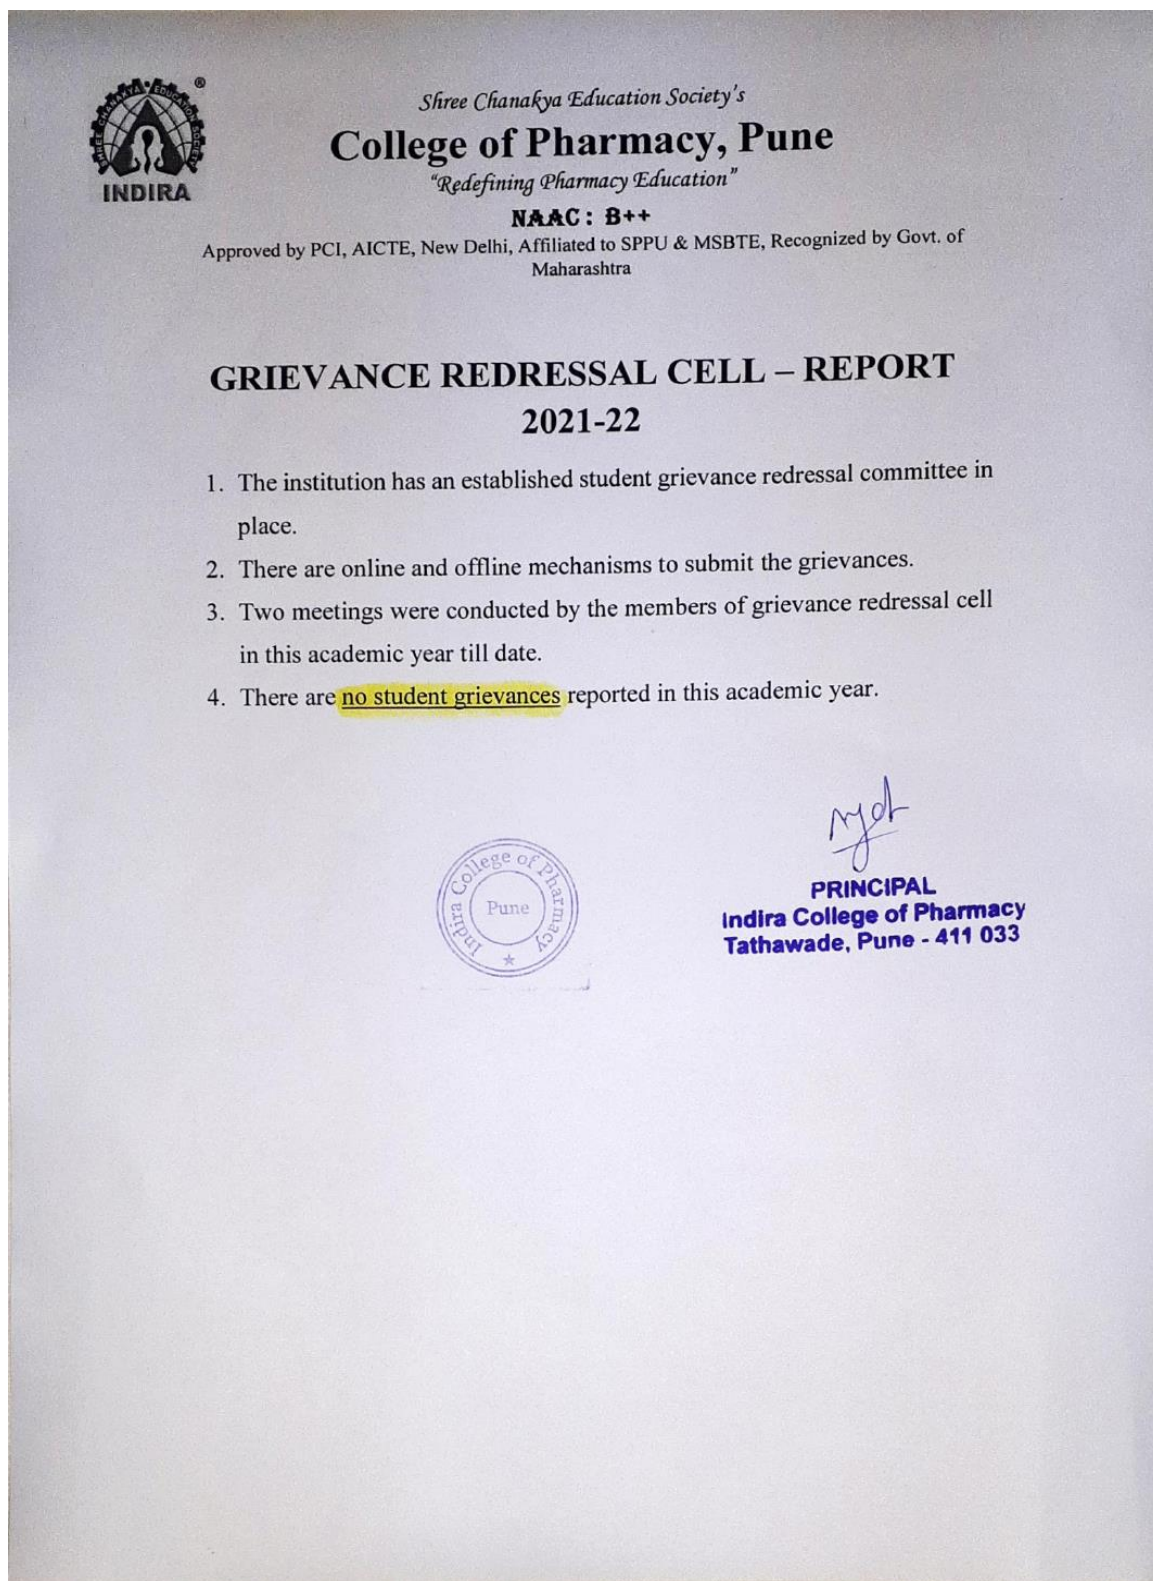 SHREE CHANAKYA EDUCATION SOCIETY
®
INDIRA
Shree Chanakya Education Society's
College of Pharmacy, Pune
"Redefining Pharmacy Education"
NAAC: B++
Approved by PCI, AICTE, New Delhi, Affiliated to SPPU & MSBTE, Recognized by Govt. of
Maharashtra
GRIEVANCE REDRESSAL CELL – REPORT
2021-22
1. The institution has an established student grievance redressal committee in
place.
2. There are online and offline mechanisms to submit the grievances.
3. Two meetings were conducted by the members of grievance redressal cell
in this academic year till date.
4. There are no student grievances reported in this academic year.
Indira College of Pharmacy
Pune
PRINCIPAL
Indira College of Pharmacy
Tathawade, Pune - 411 033